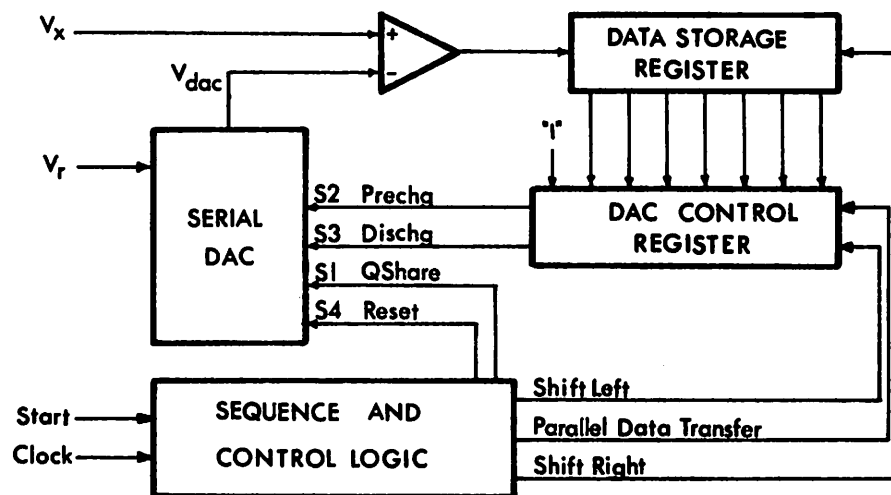 Vx
Vdac
Vr
+
-
DATA STORAGE
REGISTER
"1"
SERIAL
DAC
S2 Prechg
S3 Dischg
S1 QShare
S4 Reset
DAC CONTROL
REGISTER
Start
Clock
SEQUENCE AND
CONTROL LOGIC
Shift Left
Parallel Data Transfer
Shift Right